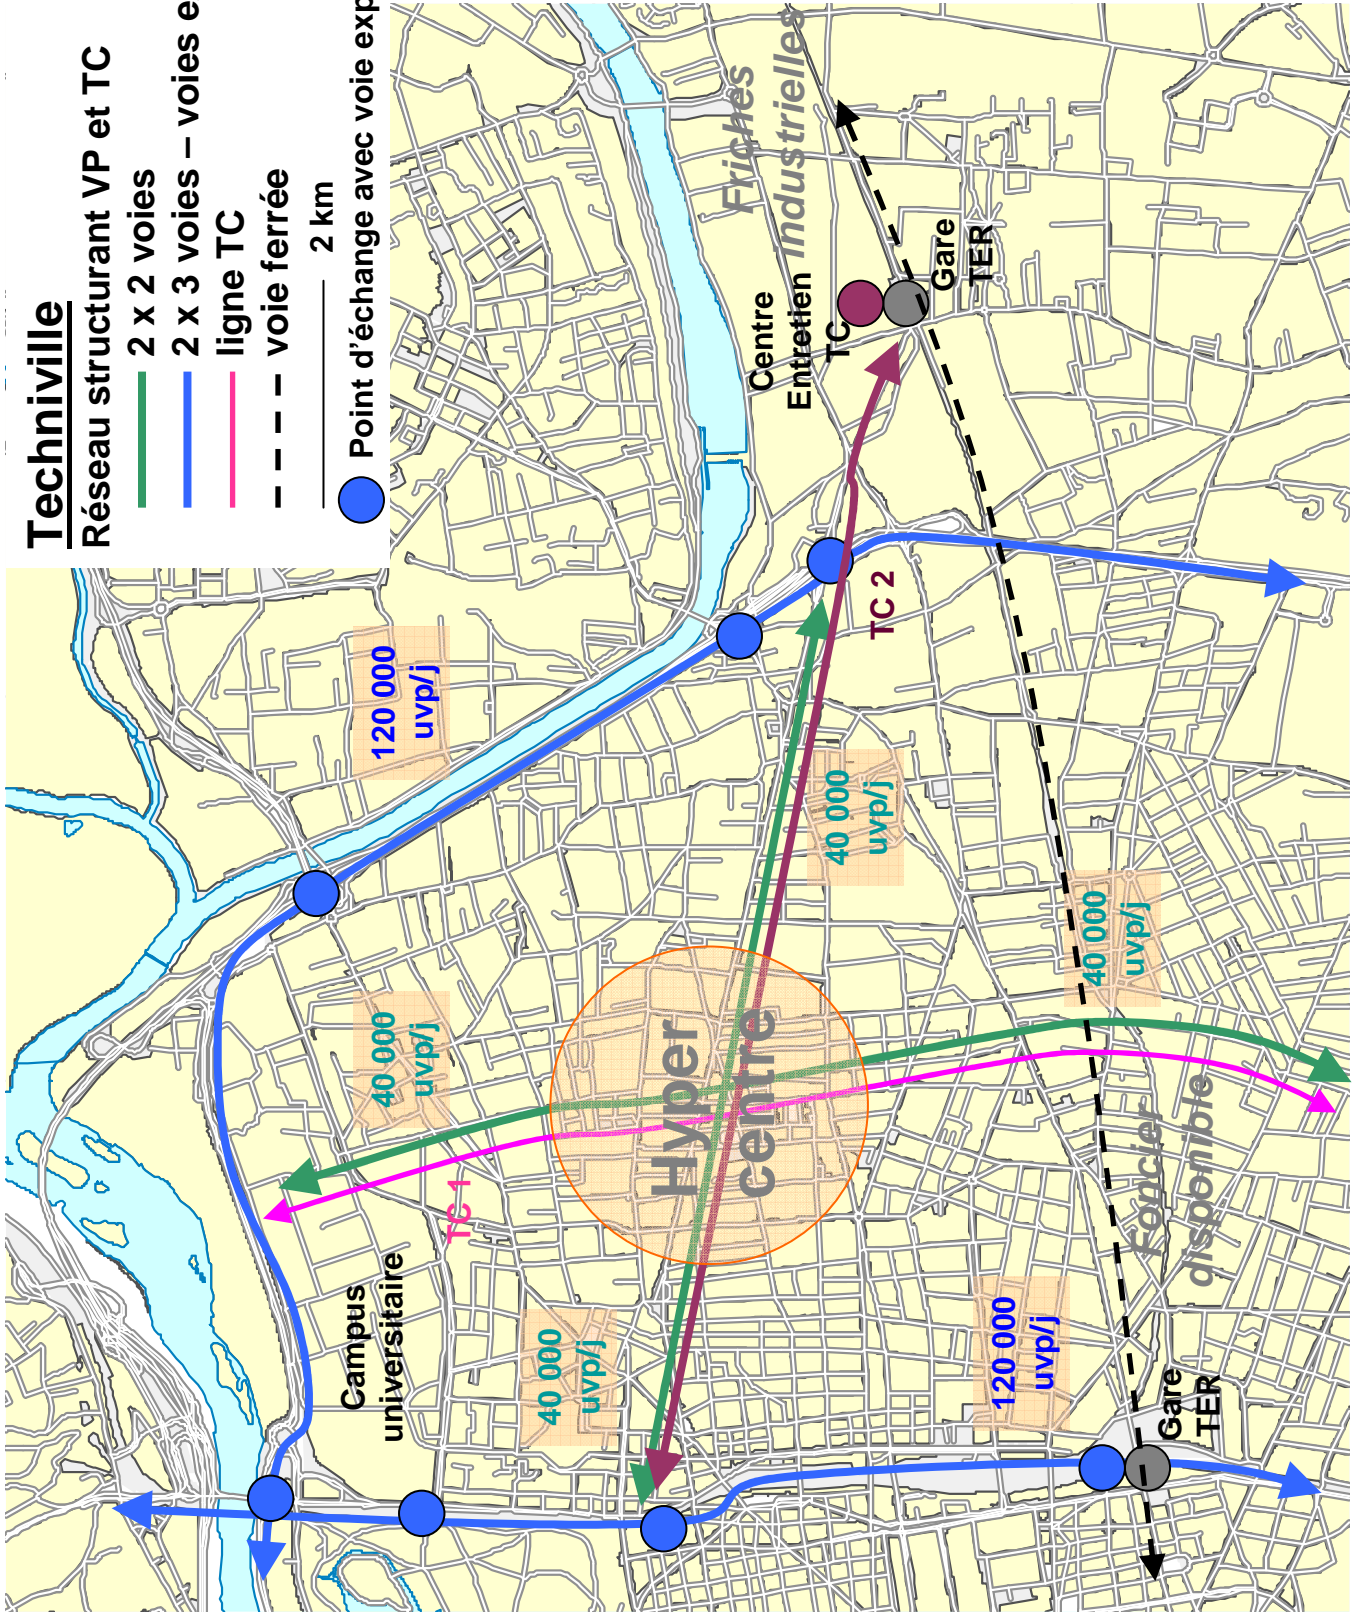 Techniville
Réseau structurant VP et TC
2 x 2 voies
2 x 3 voies – voies e
ligne TC
voie ferrée
2 km
Point d'échange avec voie exp
Friches
Industrielles
Centre
Entretien
TC
Gare
TER
TC 2
120 000
uvp/j
40 000
uvp/j
40 000
uvp/j
40 000
uvp/j
Hyper
centre
TC 1
Campus
universitaire
40 000
uvp/j
120 000
uvp/j
Foncier
disponible
Gare
TER